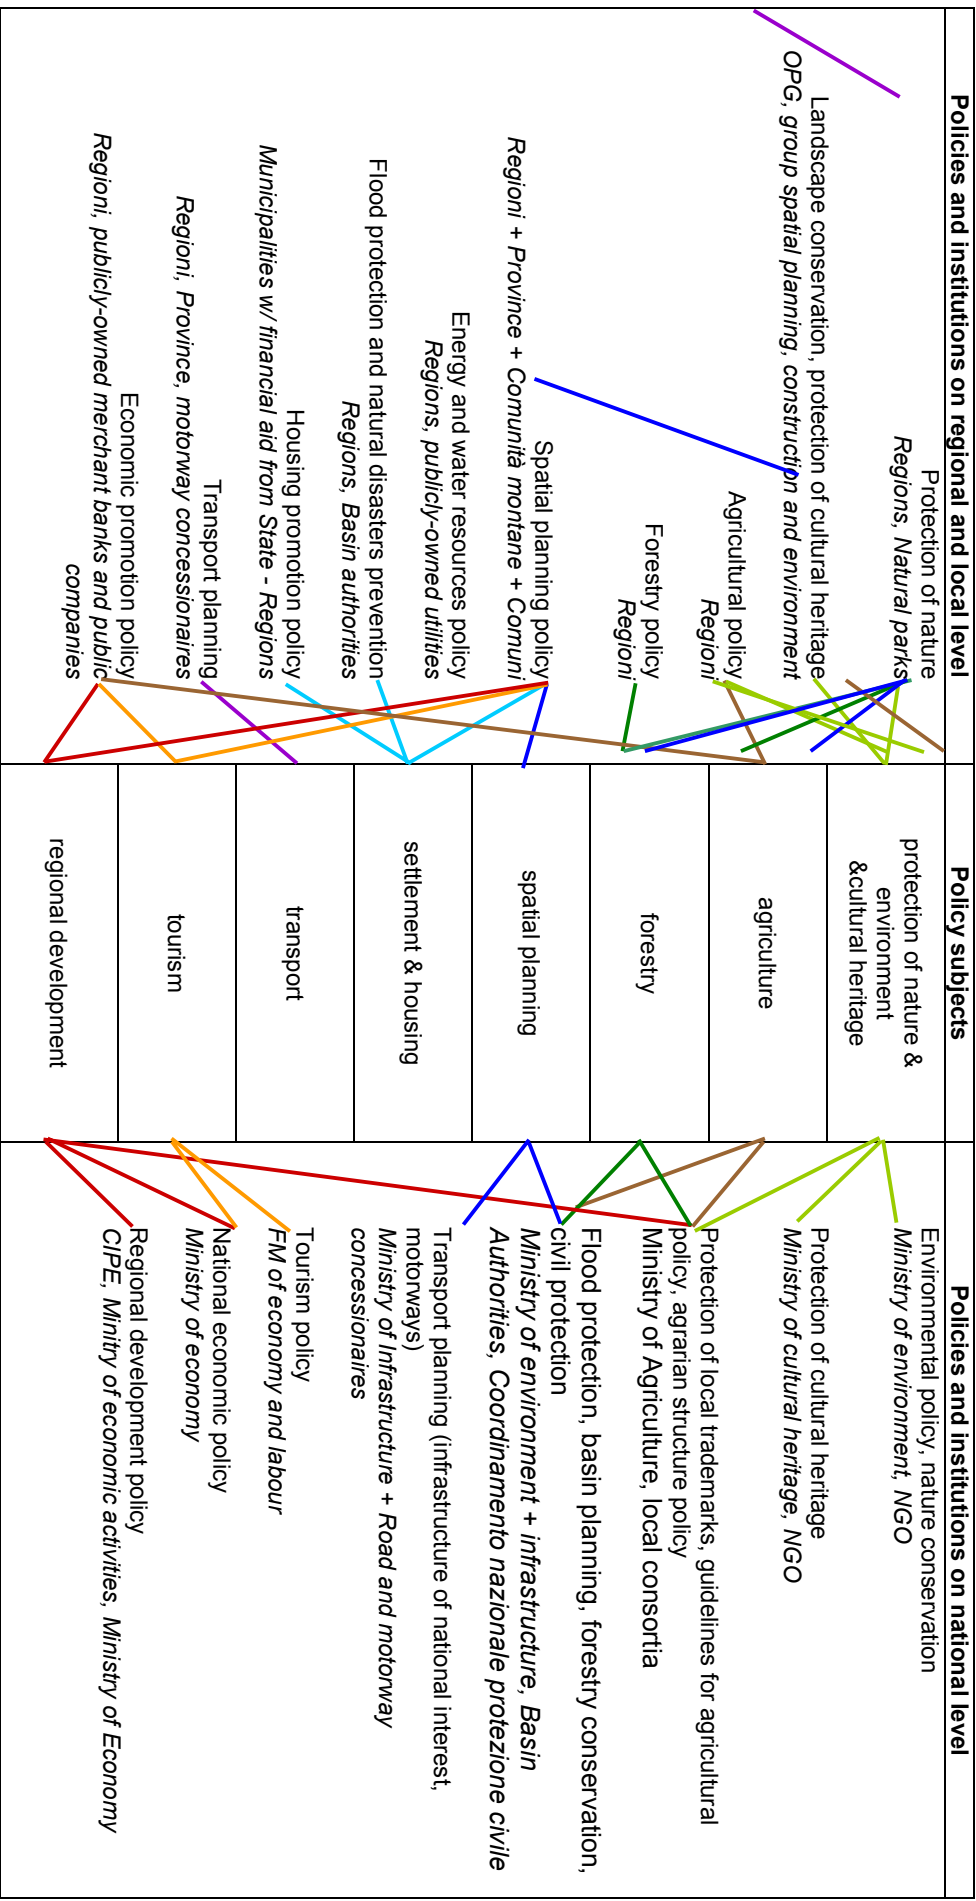 Policies and institutions on regional and local level
Protection of nature
Regions, Natural parks
Landscape conservation, protection of cultural heritage
OPG, group spatial planning, construction and environment
Agricultural policy
Regioni
Forestry policy
Regioni
Spatial planning policy
Regioni + Province + Comunità montane + Comuni
Energy and water resources policy
Regions, publicly-owned utilities
Flood protection and natural disasters prevention
Regions, Basin authorities
Housing promotion policy
Municipalities w/ financial aid from State - Regions
Transport planning
Regioni, Province, motorway concessionaires
Economic promotion policy
Regioni, publicly-owned merchant banks and public
companies
Policy subjects
protection of nature &
environment
&cultural heritage
agriculture
forestry
spatial planning
settlement & housing
transport
tourism
regional development
Policies and institutions on national level
Environmental policy, nature conservation
Ministry of environment, NGO
Protection of cultural heritage
Ministry of cultural heritage, NGO
Protection of local trademarks, guidelines for agricultural
policy, agrarian structure policy
Ministry of Agriculture, local consortia
Flood protection, basin planning, forestry conservation,
civil protection
Ministry of environment + infrastructure, Basin
Authorities, Coordinamento nazionale protezione civile
Transport planning (infrastructure of national interest,
motorways)
Ministry of Infrastructure + Road and motorway
concessionaires
Tourism policy
FM of economy and labour
National economic policy
Ministry of economy
Regional development policy
CIPE, Minitry of economic activities, Ministry of Economy